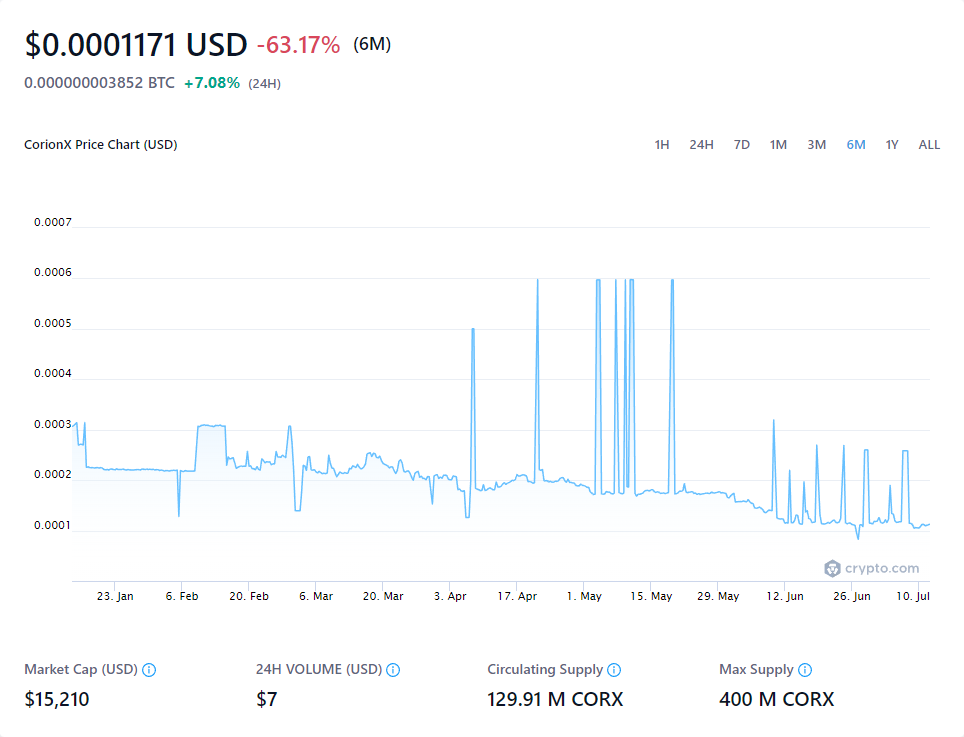 $0.0001171 USD -63.17% (6M)
0.000000003852 BTC +7.08% (24H)
CorionX Price Chart (USD) 1H 24H 7D 1M 3M 6M 1Y ALL
0.0007
0.0006
0.0005
0.0004
0.0003
0.0002
0.0001
crypto.com
23. Jan 6. Feb 20. Feb 6. Mar 20. Mar 3. Apr 17. Apr 1. May 15. May 29. May 12. Jun 26. Jun 10. Jul
Market Cap (USD) 24H VOLUME (USD) Circulating Supply Max Supply
$15,210 $7 129.91 M CORX 400 M CORX